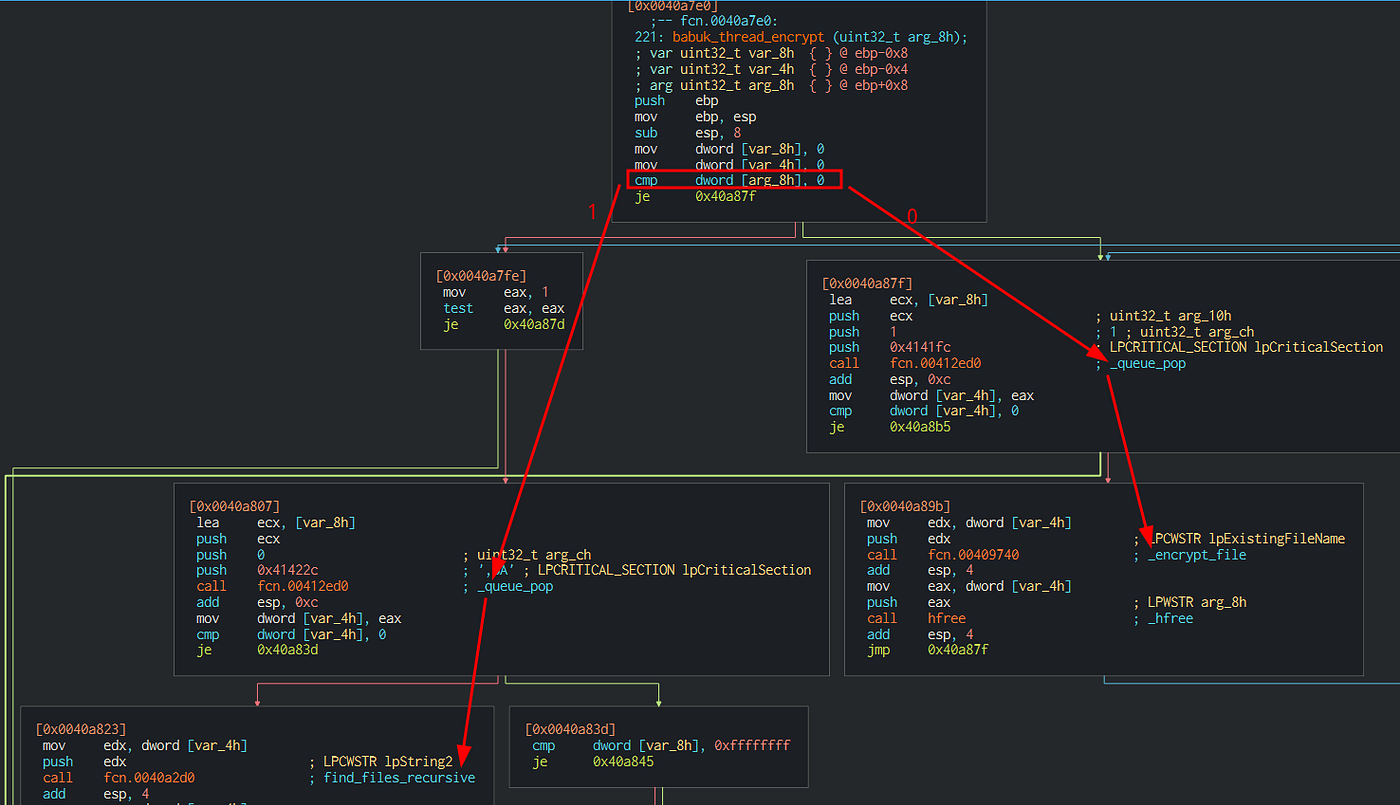 [0x0040a7e0]
;-- fcn.0040a7e0:
221: babuk_thread_encrypt (uint32_t arg_8h);
; var uint32_t var_8h { } @ ebp-0x8
; var uint32_t var_4h { } @ ebp-0x4
; arg uint32_t arg_8h { } @ ebp+0x8
push ebp
mov ebp, esp
sub esp, 8
mov dword [var_8h], 0
mov dword [var_4h], 0
cmp dword [arg_8h], 0
je 0x40a87f
1
0
[0x0040a7fe]
mov eax, 1
test eax, eax
je 0x40a87d
[0x0040a87f]
lea ecx, [var_8h]
push ecx ; uint32_t arg_10h
push 1 ; 1 ; uint32_t arg_ch
push 0x4141fc ; LPCRITICAL_SECTION lpCriticalSection
call fcn.00412ed0 ; _queue_pop
add esp, 0xc
mov dword [var_4h], eax
cmp dword [var_4h], 0
je 0x40a8b5
[0x0040a807]
lea ecx, [var_8h]
push ecx
push 0 ; uint32_t arg_ch
push 0x41422c ; LPCRITICAL_SECTION lpCriticalSection
call fcn.00412ed0 ; _queue_pop
add esp, 0xc
mov dword [var_4h], eax
cmp dword [var_4h], 0
je 0x40a83d
[0x0040a89b]
mov edx, dword [var_4h]
push edx ; LPCWSTR lpExistingFileName
call fcn.00409740 ; _encrypt_file
add esp, 4
mov eax, dword [var_4h]
push eax ; LPWSTR arg_8h
call hfree ; _hfree
add esp, 4
jmp 0x40a87f
[0x0040a823]
mov edx, dword [var_4h]
push edx ; LPCWSTR lpString2
call fcn.0040a2d0 ; find_files_recursive
add esp, 4
[0x0040a83d]
cmp dword [var_8h], 0xffffffff
je 0x40a845